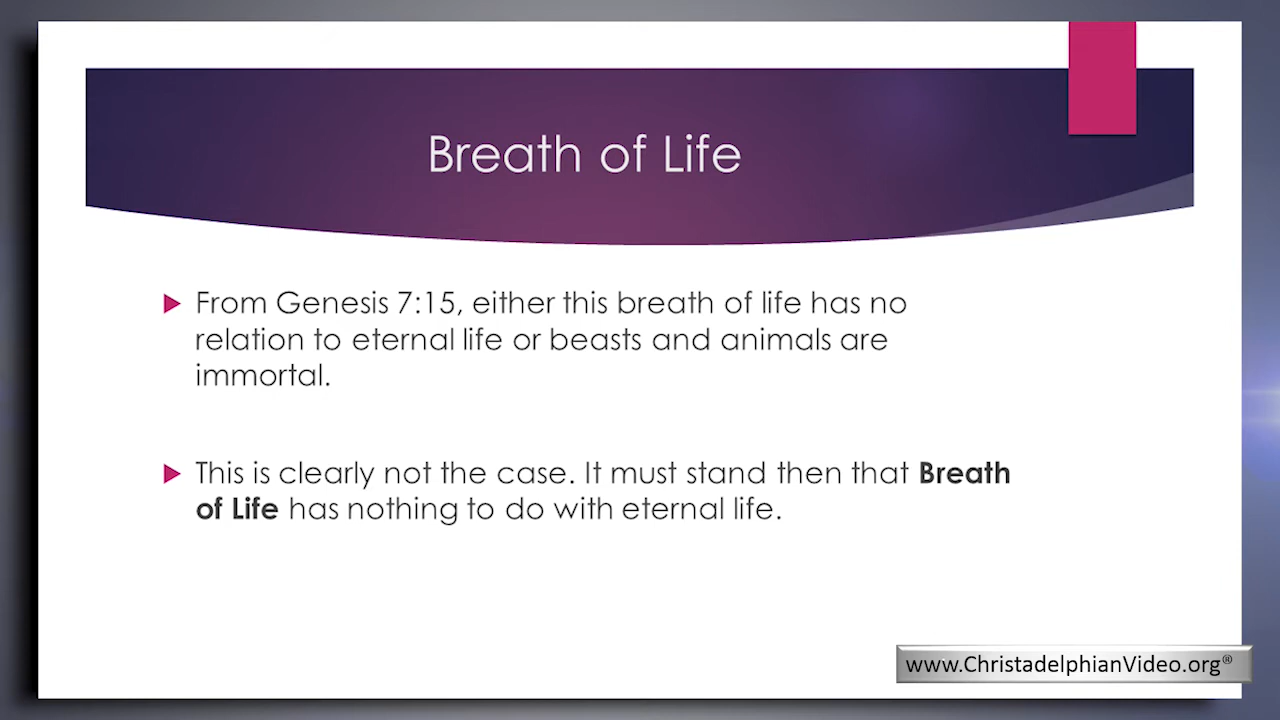 Breath of Life
From Genesis 7:15, either this breath of life has no
relation to eternal life or beasts and animals are
immortal.
This is clearly not the case. It must stand then that Breath
of Life has nothing to do with eternal life.
www.ChristadelphianVideo.org®